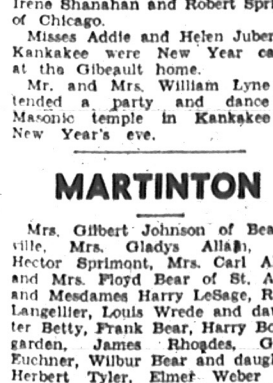 Irene Shanahan and Robert Spri
of Chicago.
Misses Addie and Helen Juber
Kankakee were New Year ca
at the Gibeault home.
Mr. and Mrs. William Lyne
tended a party and dance
Masonic temple in Kankakee
New Year's eve.
MARTINTON
Mrs. Gilbert Johnson of Bea
ville, Mrs. Gladys Allain,
Hector Sprimont, Mrs. Carl A
and Mrs. Floyd Bear of St. A
and Mesdames Harry LeSage, R
Langellier, Louis Wrede and da
ter Betty, Frank Bear, Harry Bo
garden, James Rhoades, G
Euchner, Wilbur Bear and daug
Herbert Tyler, Elmer Weber